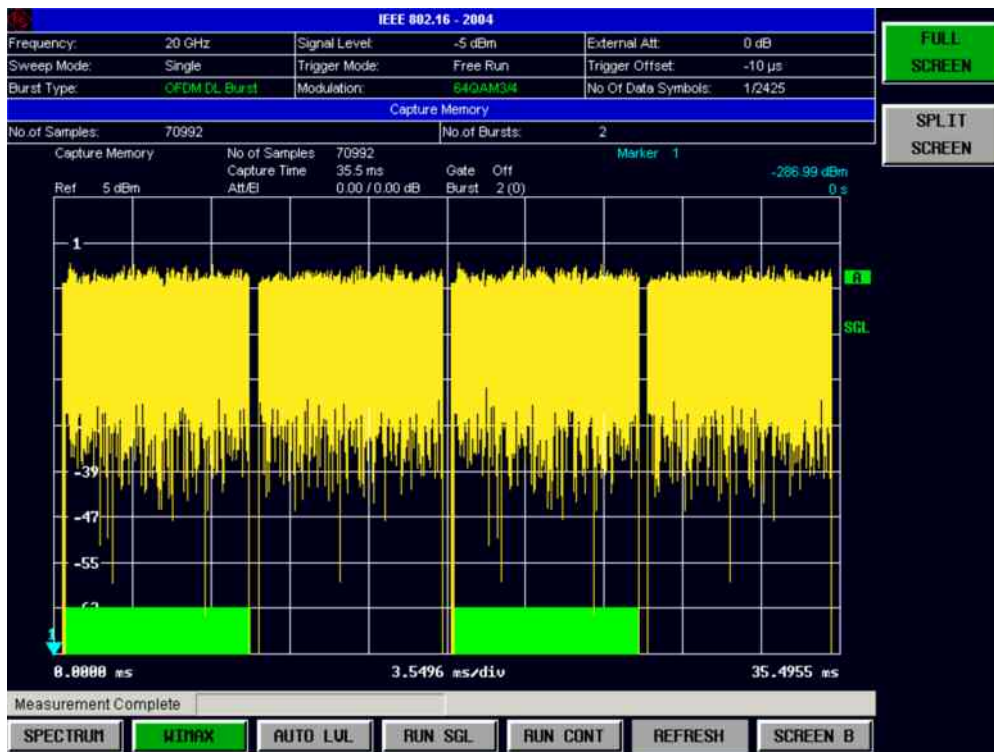 IEEE 802.16 - 2004
Frequency: 20 GHz Signal Level: -5 dBm External Att: 0 dB
Sweep Mode: Single Trigger Mode: Free Run Trigger Offset: -10 µs
Burst Type: OFDM DL Burst Modulation: 64QAM3/4 No Of Data Symbols: 1/2425
Capture Memory
No.of Samples: 70992 No.of Bursts: 2
Capture Memory No of Samples 70992 Marker 1
Capture Time 35.5 ms Gate Off -286.99 dBm
Ref 5 dBm Att/El 0.00 / 0.00 dB Burst 2 (0) 0 s
FULL
SCREEN
SPLIT
SCREEN
1
A
SGL
-39
-47
-55
1
0.0000 ms 3.5496 ms/div 35.4955 ms
Measurement Complete
SPECTRUM WIMAX AUTO LVL RUN SGL RUN CONT REFRESH SCREEN B